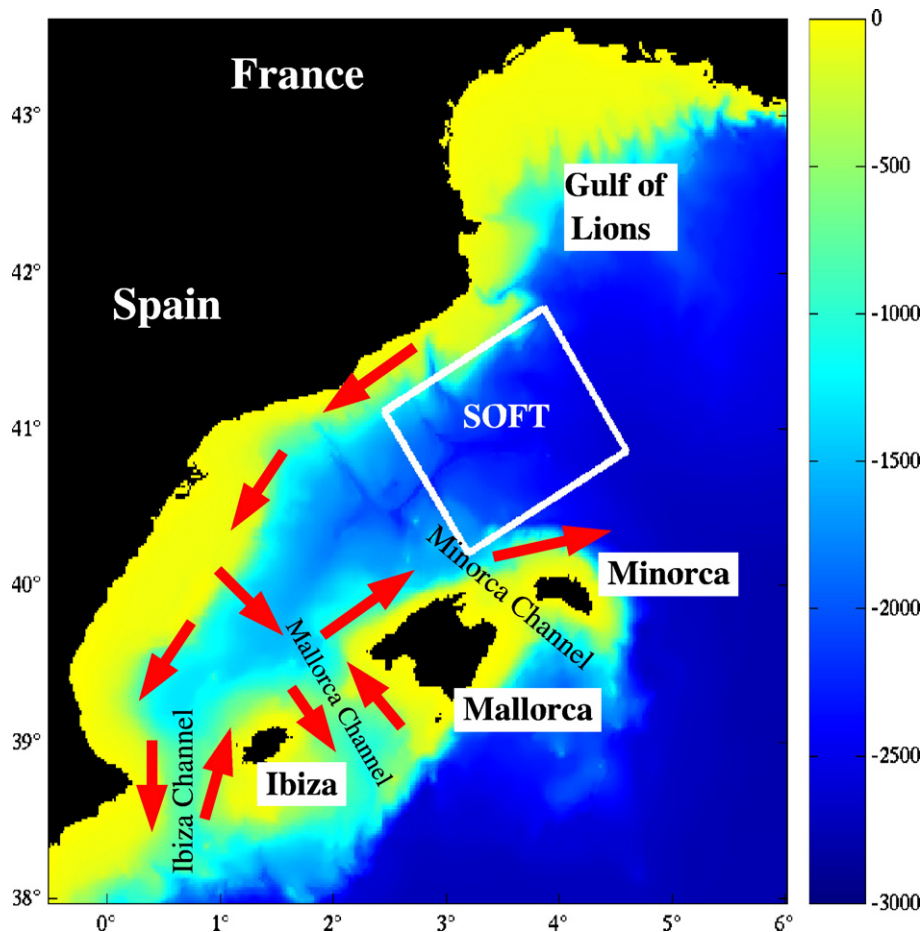 France
Gulf of
Lions
Spain
SOFT
Minorca Channel
Minorca
Mallorca Channel
Mallorca
Ibiza
Ibiza Channel
43°
42°
41°
40°
39°
38°
0°
1°
2°
3°
4°
5°
6°
0
-500
-1000
-1500
-2000
-2500
-3000